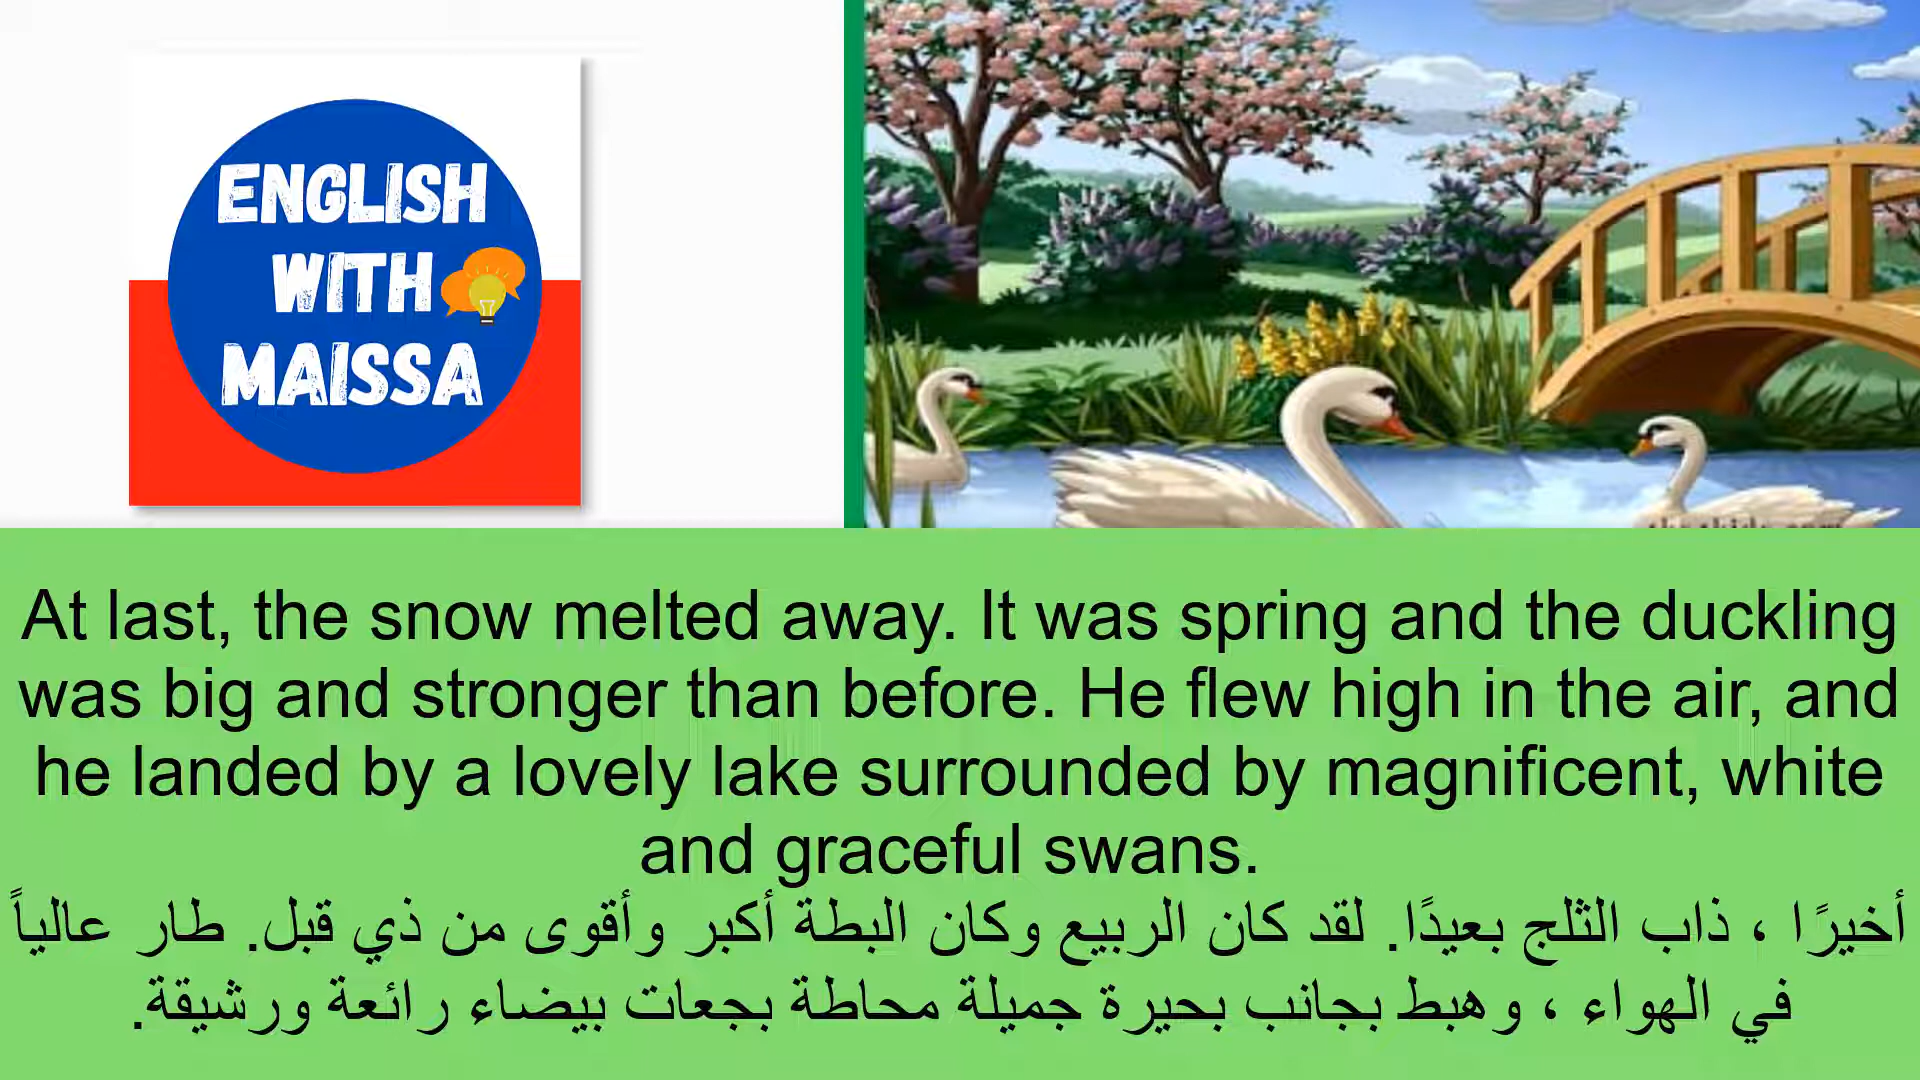 ENGLISH
WITH
MAISSA
At last, the snow melted away. It was spring and the duckling
was big and stronger than before. He flew high in the air, and
he landed by a lovely lake surrounded by magnificent, white
and graceful swans.
أخيرًا ، ذاب الثلج بعيدًا. لقد كان الربيع وكان البطة أكبر وأقوى من ذي قبل. طار عالياً
في الهواء ، وهبط بجانب بحيرة جميلة محاطة بجعات بيضاء رائعة ورشيقة.